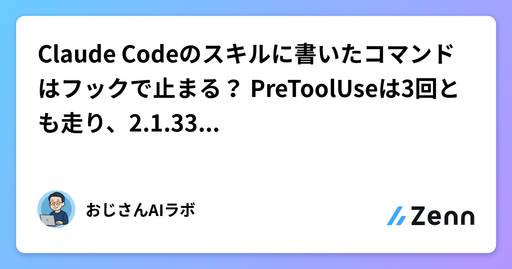 Claude Codeのスキルに書いたコマンド
はフックで止まる？ PreToolUseは3回と
も走り、2.1.33...
おじさんAIラボ
Zenn